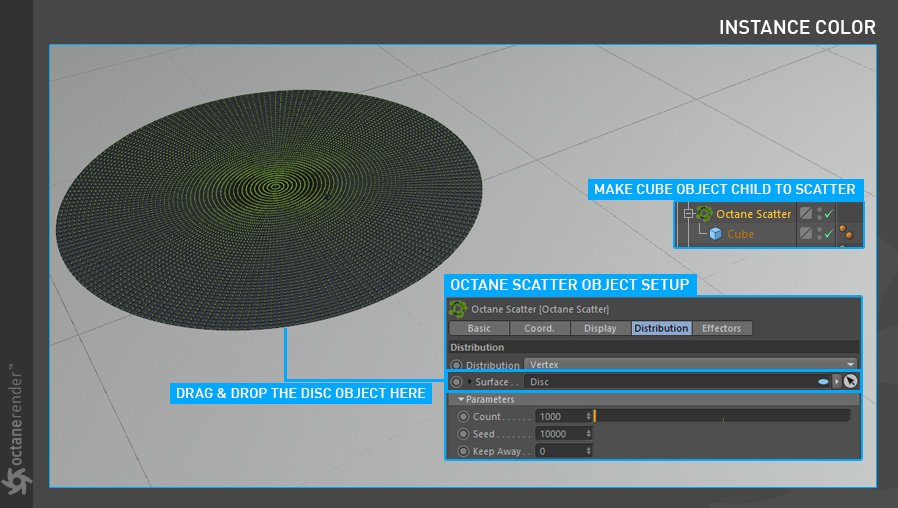 INSTANCE COLOR
MAKE CUBE OBJECT CHILD TO SCATTER
Octane Scatter
Cube
OCTANE SCATTER OBJECT SETUP
Octane Scatter [Octane Scatter]
Basic Coord. Display Distribution Effectors
Distribution
Distribution Vertex
Surface . . Disc
DRAG & DROP THE DISC OBJECT HERE
Parameters
Count . . . . . . 1000
Seed . . . . . . . 10000
Keep Away . . 0
octanerender™